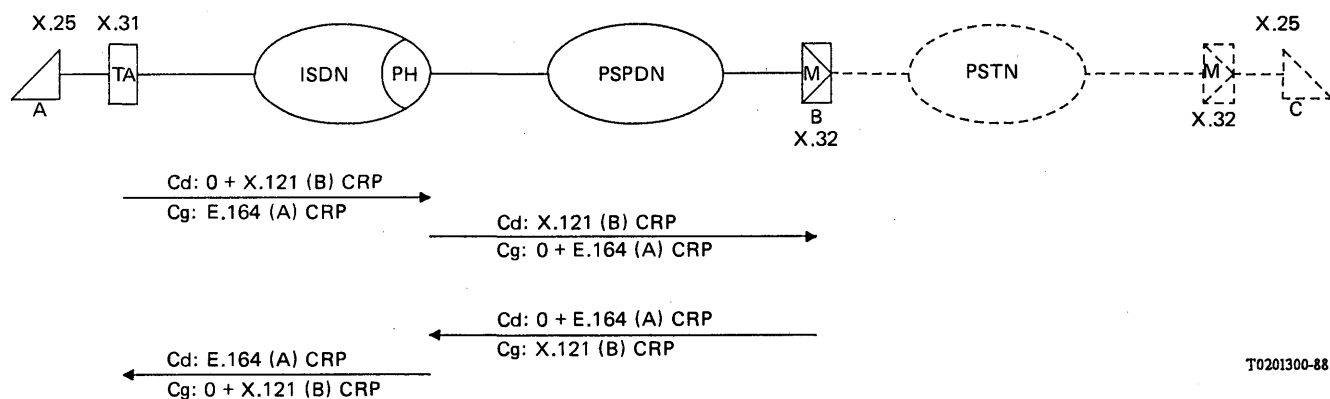 X.25
X.31
X.25
TA
ISDN
PH
PSPDN
M
PSTN
M
A
B
X.32
X.32
C
Cd: 0 + X.121 (B) CRP
Cg: E.164 (A) CRP
Cd: X.121 (B) CRP
Cg: 0 + E.164 (A) CRP
Cd: 0 + E.164 (A) CRP
Cg: X.121 (B) CRP
Cd: E.164 (A) CRP
Cg: 0 + X.121 (B) CRP
T0201300-88